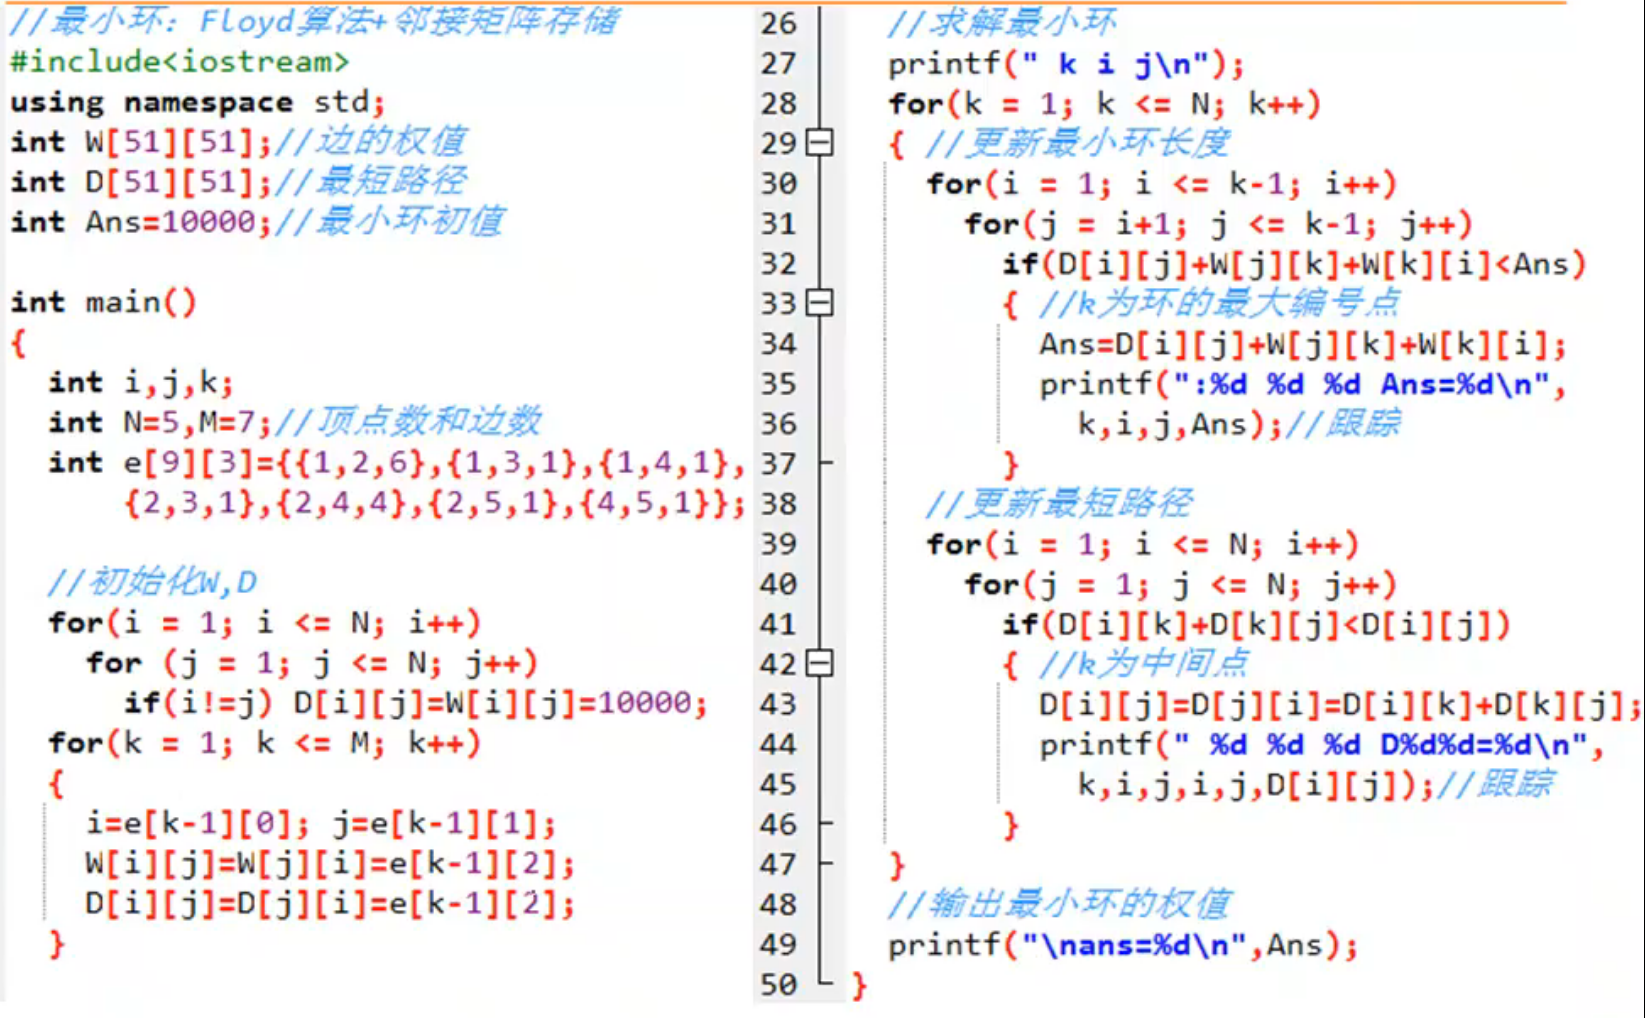 //最小环：Floyd算法+邻接矩阵存储
#include<iostream>
using namespace std;
int W[51][51];//边的权值
int D[51][51];//最短路径
int Ans=10000;//最小环初值
int main()
{
int i,j,k;
int N=5,M=7;//顶点数和边数
int e[9][3]={{1,2,6},{1,3,1},{1,4,1},
{2,3,1},{2,4,4},{2,5,1},{4,5,1}};
//初始化W,D
for(i = 1; i <= N; i++)
for (j = 1; j <= N; j++)
if(i!=j) D[i][j]=W[i][j]=10000;
for(k = 1; k <= M; k++)
{
i=e[k-1][0]; j=e[k-1][1];
W[i][j]=W[j][i]=e[k-1][2];
D[i][j]=D[j][i]=e[k-1][2];
}
26 //求解最小环
27 printf(" k i j\n");
28 for(k = 1; k <= N; k++)
29 { //更新最小环长度
30 for(i = 1; i <= k-1; i++)
31 for(j = i+1; j <= k-1; j++)
32 if(D[i][j]+W[j][k]+W[k][i]<Ans)
33 { //k为环的最大编号点
34 Ans=D[i][j]+W[j][k]+W[k][i];
35 printf(":%d %d %d Ans=%d\n",
36 k,i,j,Ans);//跟踪
37 }
38 //更新最短路径
39 for(i = 1; i <= N; i++)
40 for(j = 1; j <= N; j++)
41 if(D[i][k]+D[k][j]<D[i][j])
42 { //k为中间点
43 D[i][j]=D[j][i]=D[i][k]+D[k][j];
44 printf(" %d %d %d D%d%d=%d\n",
45 k,i,j,i,j,D[i][j]);//跟踪
46 }
47 }
48 //输出最小环的权值
49 printf("\nans=%d\n",Ans);
50 }